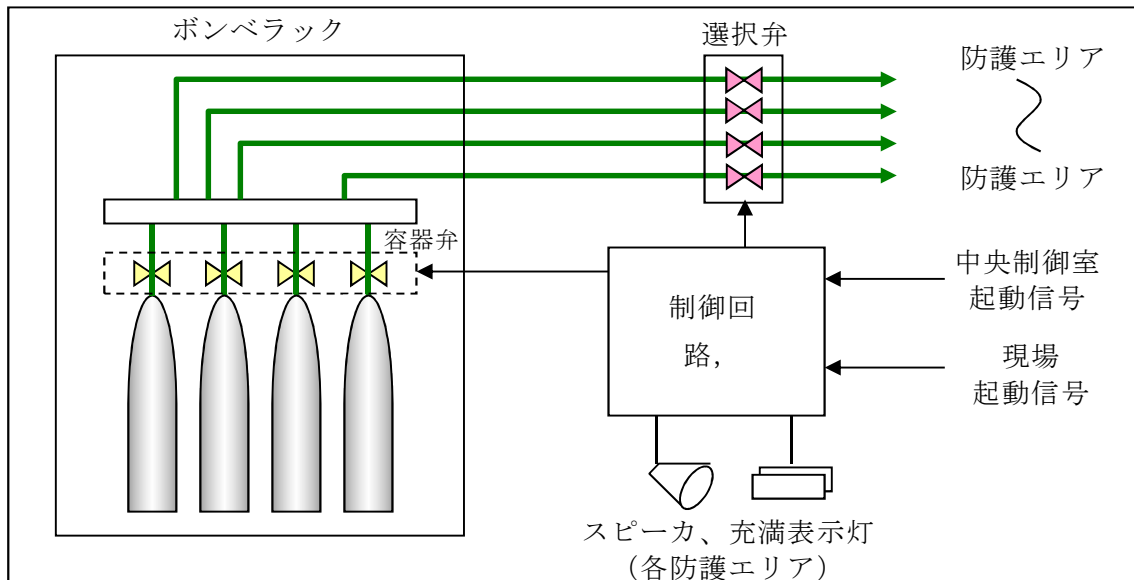 ボンベラック
選択弁
防護エリア
防護エリア
容器弁
制御回
路,
中央制御室
起動信号
現場
起動信号
スピーカ、充満表示灯
（各防護エリア）